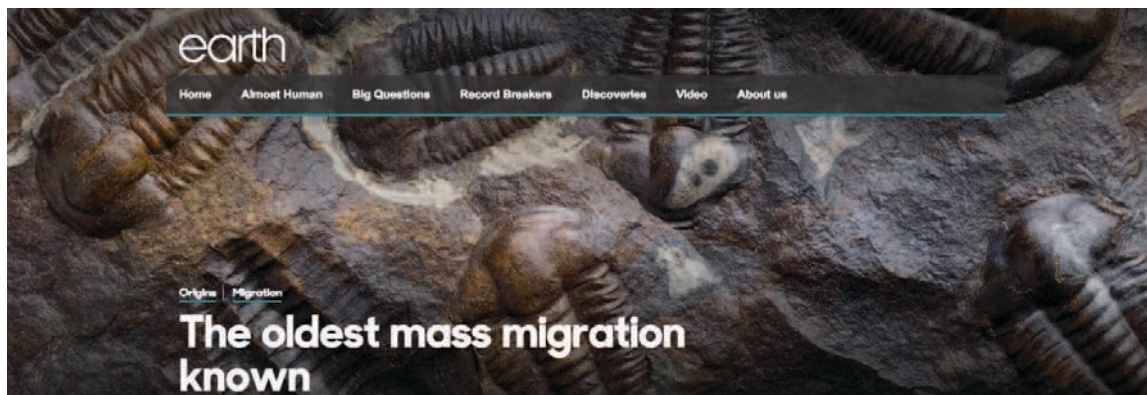 earth
Home Almost Human Big Questions Record Breakers Discoveries Video About us
Origins Migration
The oldest mass migration
known